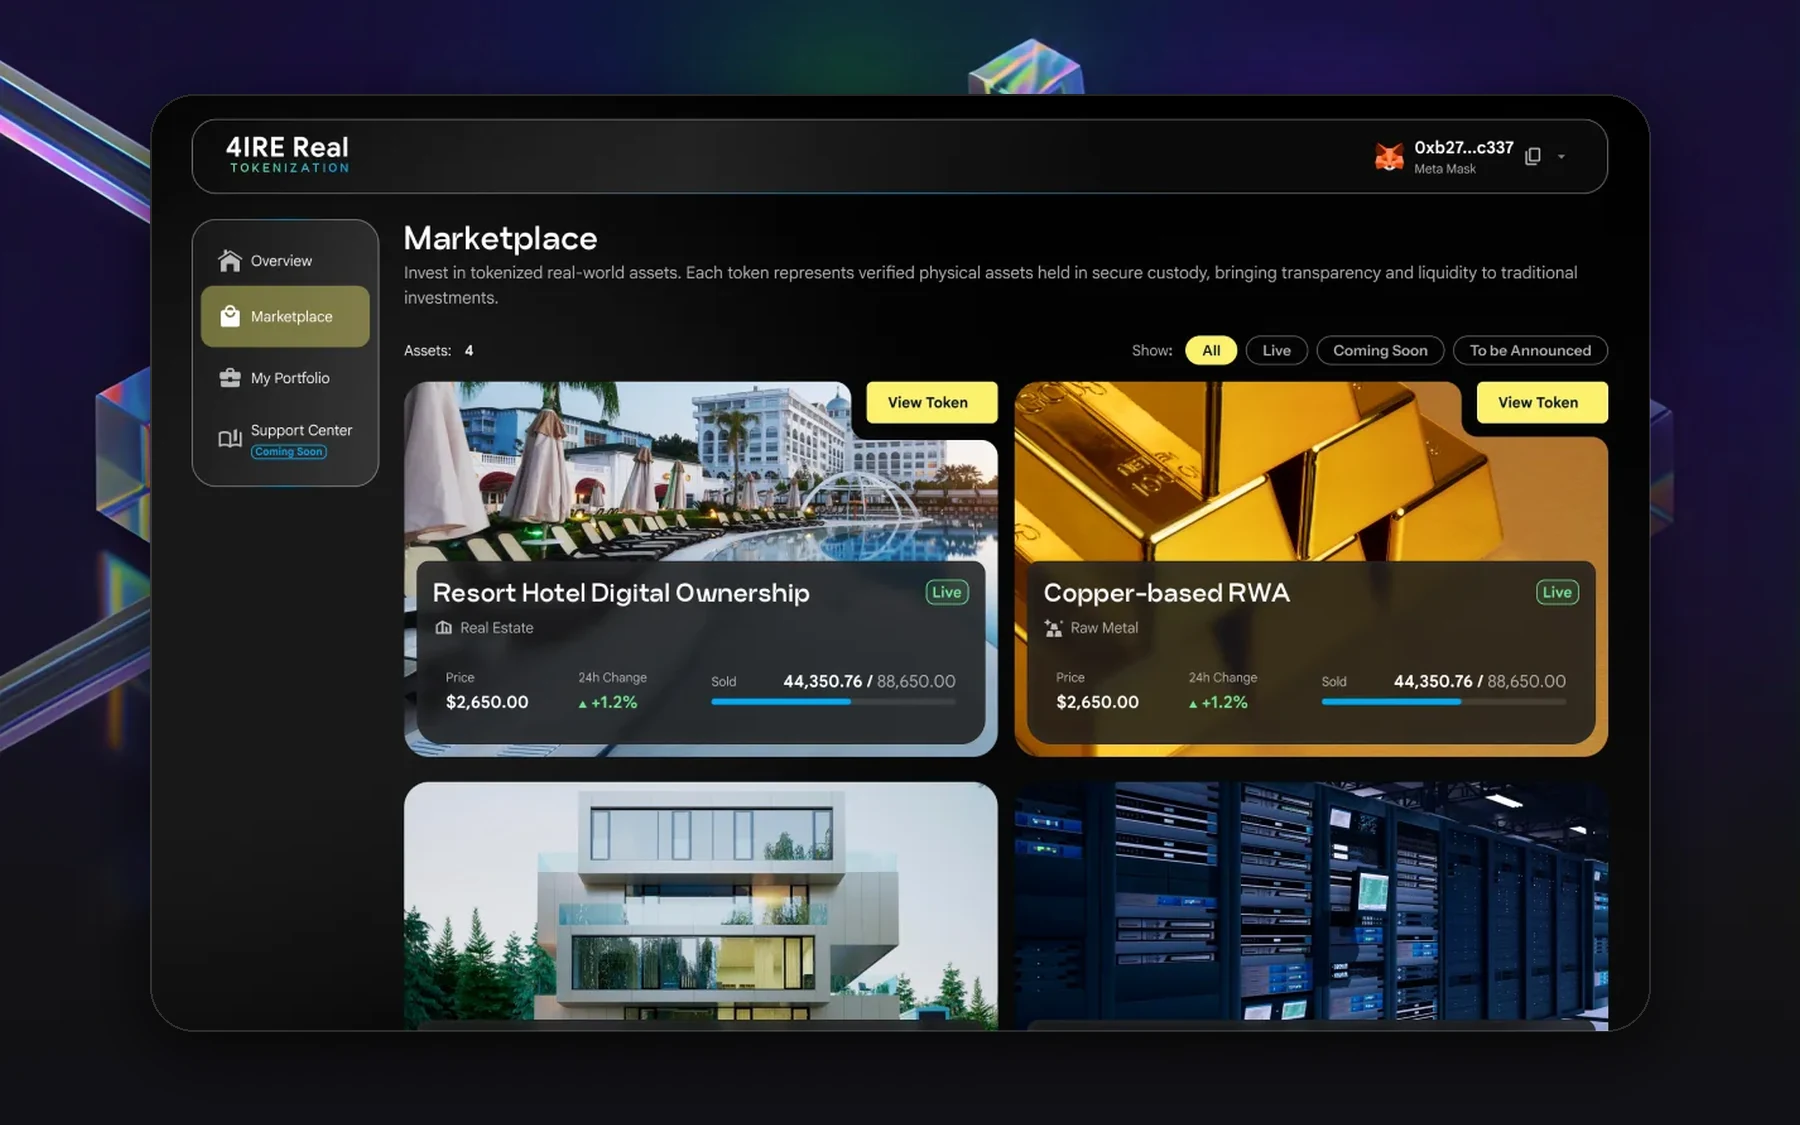 4IRE Real
TOKENIZATION
0xb27...c337
Meta Mask
Overview
Marketplace
My Portfolio
Support Center
Coming Soon
Marketplace
Invest in tokenized real-world assets. Each token represents verified physical assets held in secure custody, bringing transparency and liquidity to traditional
investments.
Assets: 4
Show: All Live Coming Soon To be Announced
View Token
Resort Hotel Digital Ownership
Live
Real Estate
Price
$2,650.00
24h Change
▲ +1.2%
Sold
44,350.76 / 88,650.00
View Token
Copper-based RWA
Live
Raw Metal
Price
$2,650.00
24h Change
▲ +1.2%
Sold
44,350.76 / 88,650.00